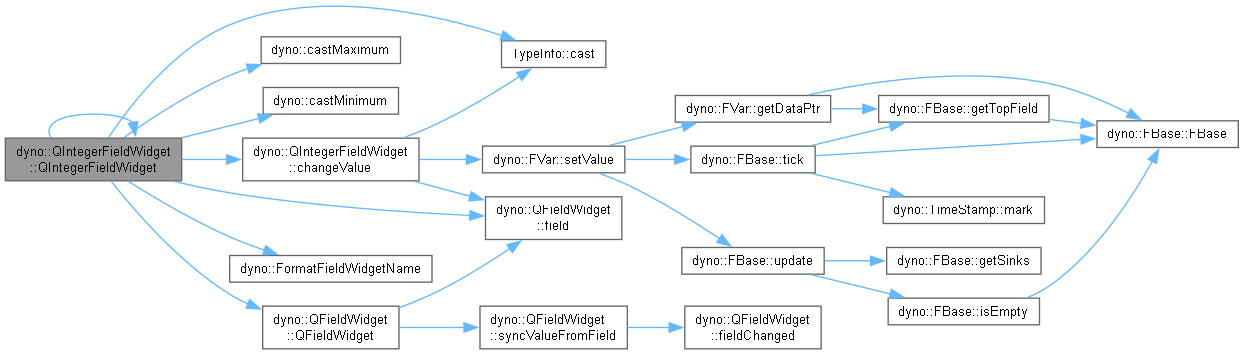 dyno::QIntegerFieldWidget
::QIntegerFieldWidget
TypeInfo::cast
dyno::castMaximum
dyno::castMinimum
dyno::QIntegerFieldWidget
::changeValue
dyno::FVar::setValue
dyno::FVar::getDataPtr
dyno::FBase::getTopField
dyno::FBase::FBase
dyno::FBase::tick
dyno::TimeStamp::mark
dyno::QFieldWidget
::field
dyno::FBase::update
dyno::FBase::getSinks
dyno::FBase::isEmpty
dyno::FormatFieldWidgetName
dyno::QFieldWidget
::QFieldWidget
dyno::QFieldWidget
::syncValueFromField
dyno::QFieldWidget
::fieldChanged